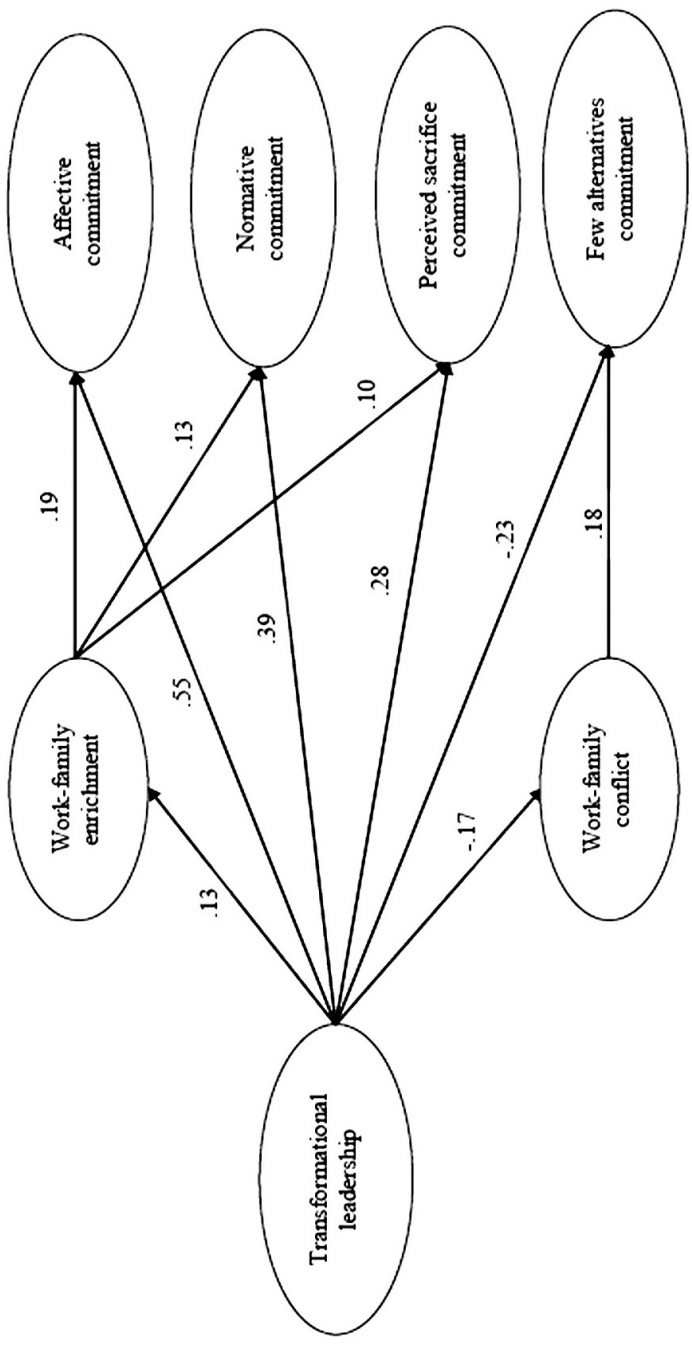 Affective
commitment
Normative
commitment
Perceived sacrifice
commitment
Few alternatives
commitment
.19
.13
.10
.55
.39
.28
-.23
.18
Work-family
enrichment
Work-family
conflict
.13
-.17
Transformational
leadership